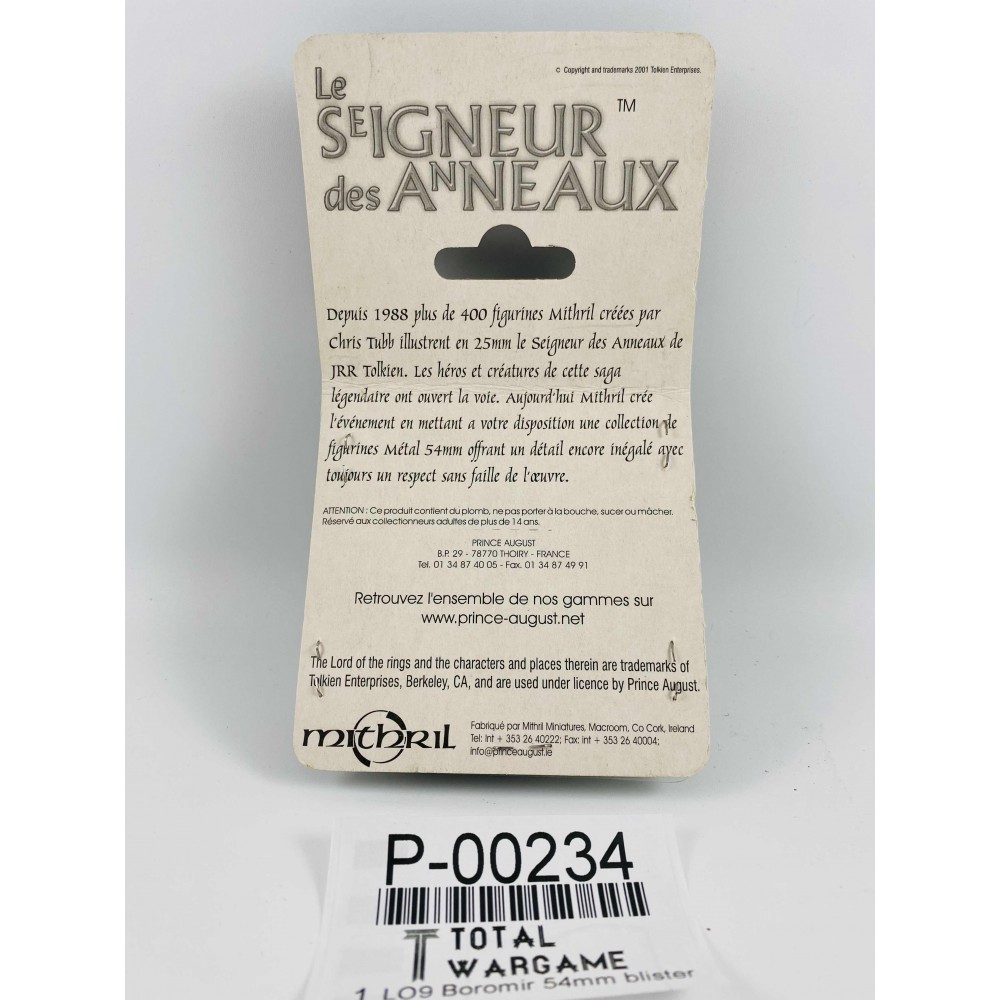 © Copyright and trademarks 2001 Tolkien Enterprises.
Le
SEIGNEUR TM
des ANNEAUX
Depuis 1988 plus de 400 figurines Mithril créées par
Chris Tubb illustrent en 25mm le Seigneur des Anneaux de
JRR Tolkien. Les héros et créatures de cette saga
légendaire ont ouvert la voie. Aujourd'hui Mithril crée
l'événement en mettant a votre disposition une collection de
figurines Métal 54mm offrant un détail encore inégalé avec
toujours un respect sans faille de l'œuvre.
ATTENTION : Ce produit contient du plomb, ne pas porter à la bouche, sucer ou mâcher.
Réservé aux collectionneurs adultes de plus de 14 ans.
PRINCE AUGUST
B.P. 29 - 78770 THOIRY - FRANCE
Tel. 01 34 87 40 05 - Fax. 01 34 87 49 91
Retrouvez l'ensemble de nos gammes sur
www.prince-august.net
The Lord of the rings and the characters and places therein are trademarks of
Tolkien Enterprises, Berkeley, CA, and are used under licence by Prince August.
mithril
Fabriqué par Mithril Miniatures, Macroom, Co Cork, Ireland
Tel: Int + 353 26 40222; Fax: int + 353 26 40004;
info@princeaugust.ie
P-00234
TOTAL
WARGAME
1 LO9 Boromir 54mm blister